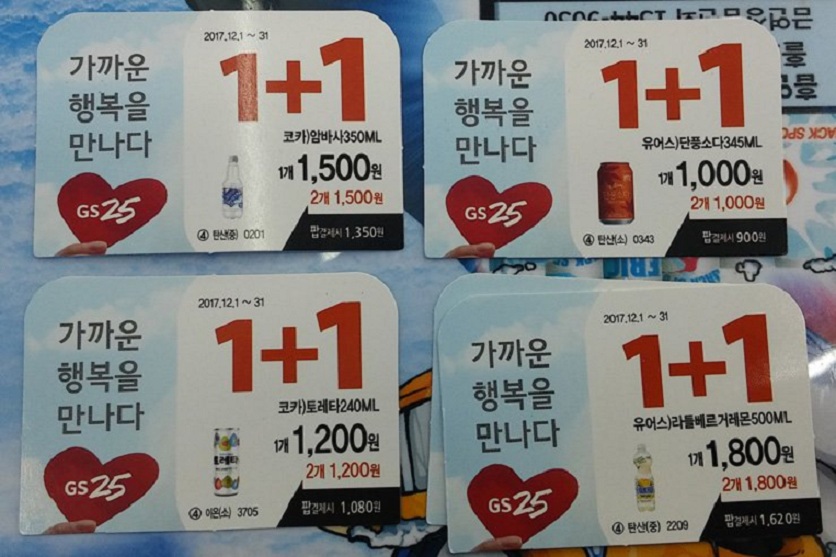 가까운
행복을
만나다
GS25
2017.12.1 ~ 31
1+1
코카)암바사350ML
1개 1,500원
2개 1,500원
④ 탄산(중) 0201
팝결제시 1,350원
가까운
행복을
만나다
GS25
2017.12.1 ~ 31
1+1
유어스)단풍소다345ML
1개 1,000원
2개 1,000원
④ 탄산(소) 0343
팝결제시 900원
가까운
행복을
만나다
GS25
2017.12.1 ~ 31
1+1
코카)토레타240ML
1개 1,200원
2개 1,200원
④ 이온(소) 3705
팝결제시 1,080원
가까운
행복을
만나다
GS25
2017.12.1 ~ 31
1+1
유어스)라들베르거레몬500ML
1개 1,800원
2개 1,800원
④ 탄산(중) 2209
팝결제시 1,620원